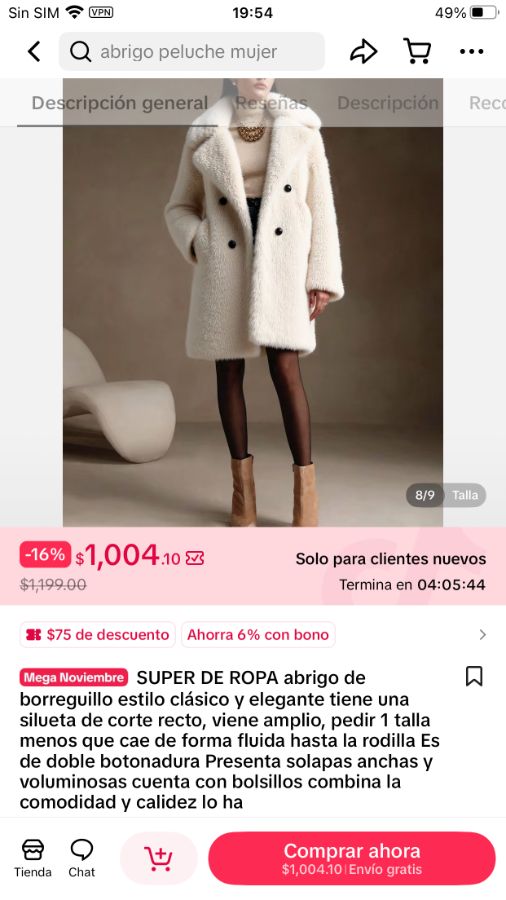 Sin SIM VPN 19:54 49%
abrigo peluche mujer
Descripción general Reseñas Descripción Reco
8/9 Talla
-16% $1,004.10 Solo para clientes nuevos
$1,199.00 Termina en 04:05:44
$75 de descuento Ahorra 6% con bono
Mega Noviembre SUPER DE ROPA abrigo de
borreguillo estilo clásico y elegante tiene una
silueta de corte recto, viene amplio, pedir 1 talla
menos que cae de forma fluida hasta la rodilla Es
de doble botonadura Presenta solapas anchas y
voluminosas cuenta con bolsillos combina la
comodidad y calidez lo ha
Tienda Chat Comprar ahora
$1,004.10 | Envío gratis